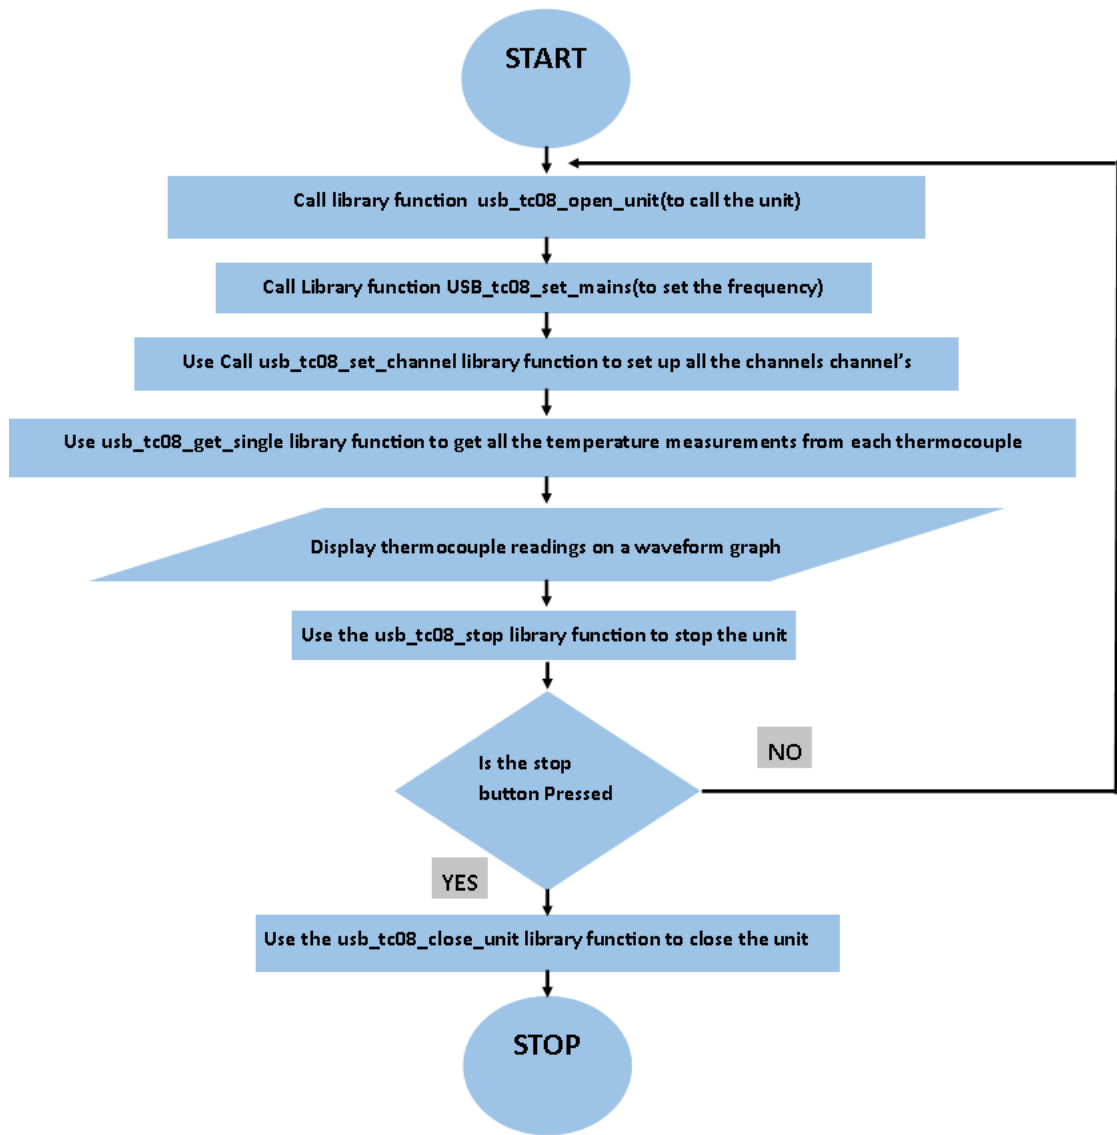 START
Call library function usb_tc08_open_unit(to call the unit)
Call Library function USB_tc08_set_mains(to set the frequency)
Use Call usb_tc08_set_channel library function to set up all the channels channel's
Use usb_tc08_get_single library function to get all the temperature measurements from each thermocouple
Display thermocouple readings on a waveform graph
Use the usb_tc08_stop library function to stop the unit
Is the stop
button Pressed
NO
YES
Use the usb_tc08_close_unit library function to close the unit
STOP